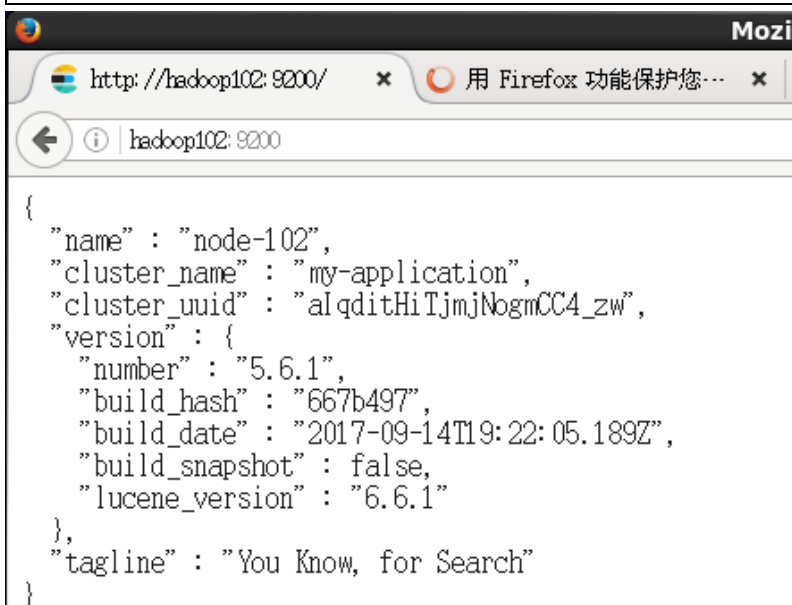 Mozi
http://hadoop102:9200/
用 Firefox 功能保护您…
hadoop102:9200
{
"name" : "node-102",
"cluster_name" : "my-application",
"cluster_uuid" : "aIqditHiTjmjNogmCC4_zw",
"version" : {
"number" : "5.6.1",
"build_hash" : "667b497",
"build_date" : "2017-09-14T19:22:05.189Z",
"build_snapshot" : false,
"lucene_version" : "6.6.1"
},
"tagline" : "You Know, for Search"
}